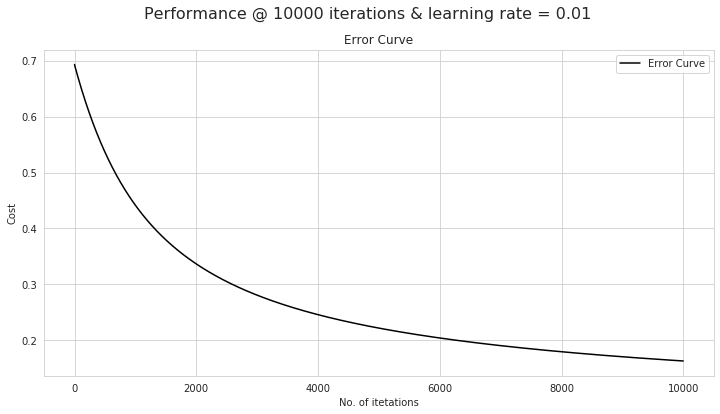 Performance @ 10000 iterations & learning rate = 0.01
Error Curve
Error Curve
0.7
0.6
0.5
0.4
0.3
0.2
Cost
0 2000 4000 6000 8000 10000
No. of itetations